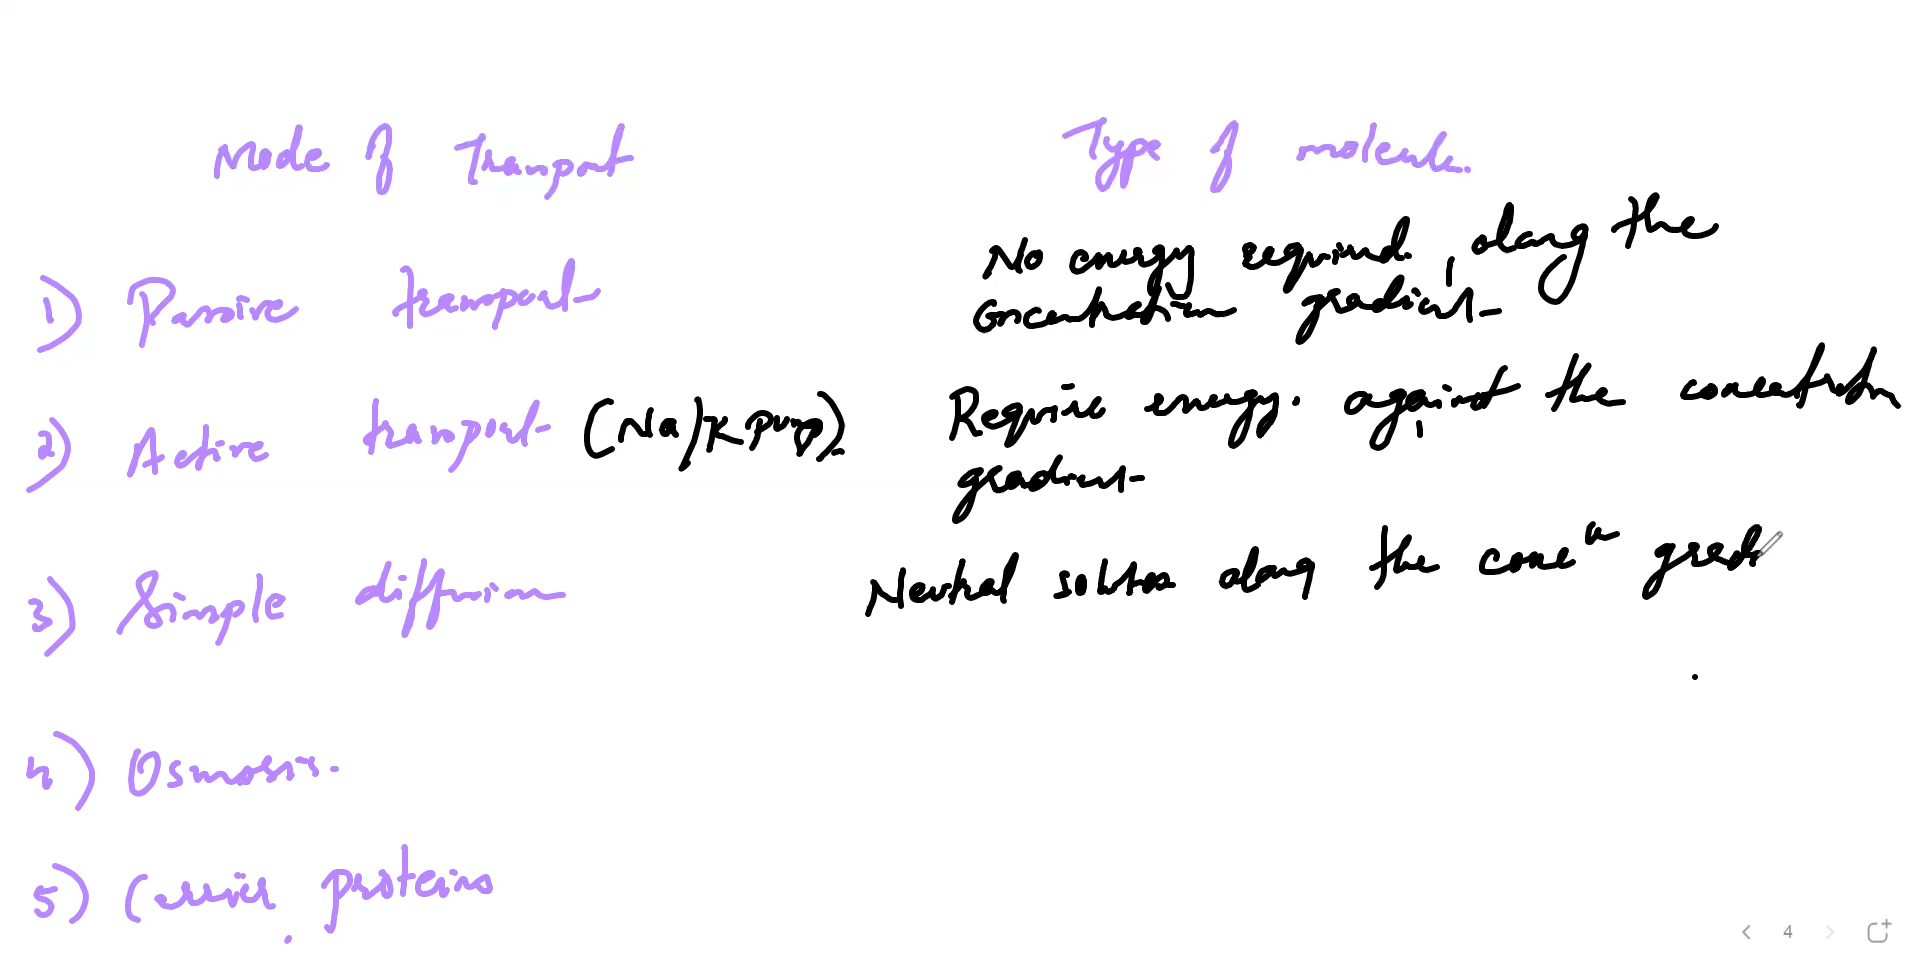 Mode of Transport
Type of molecule.
1) Passive transport
No energy required, along the
concentration gradient
2) Active transport (Na/K pump)
Require energy, against the concentration
gradient
3) Simple diffusion
Neutral solutes along the concⁿ grad
4) Osmosis.
5) Carrier proteins
4